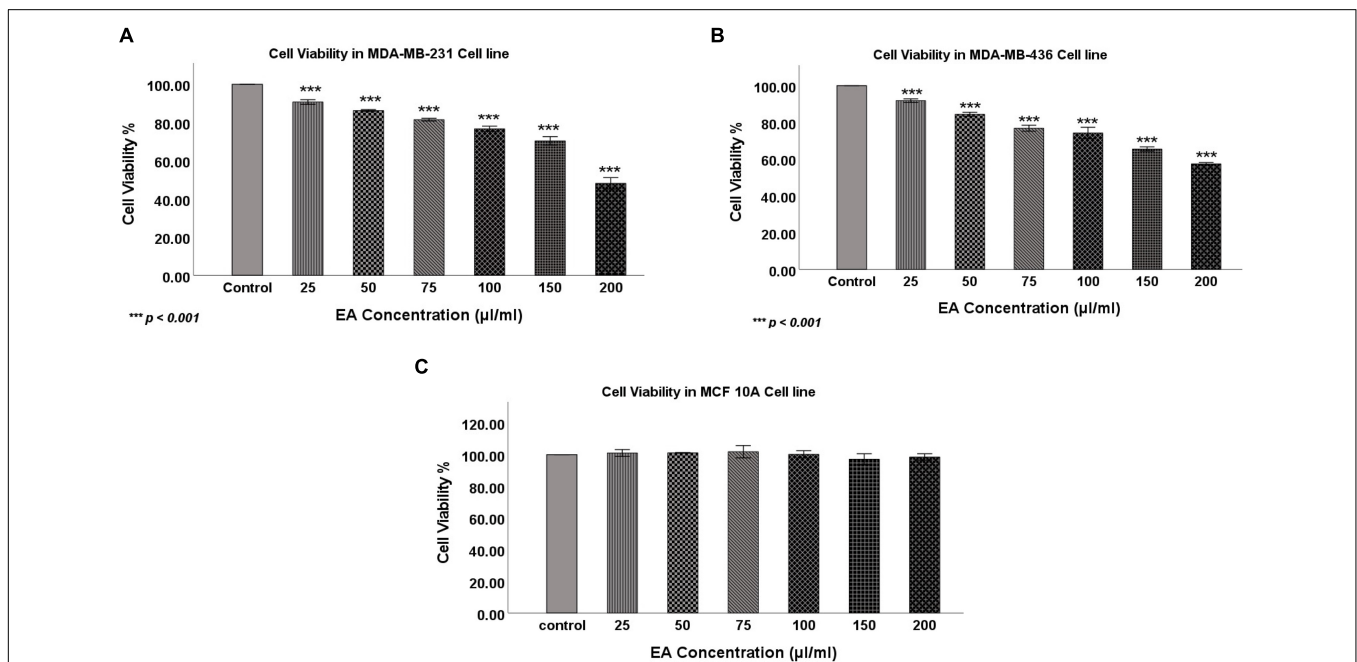 A
Cell Viability in MDA-MB-231 Cell line
Cell Viability %
100.00
80.00
60.00
40.00
20.00
0.00
*** *** *** *** *** ***
Control 25 50 75 100 150 200
EA Concentration (µl/ml)
*** p < 0.001
B
Cell Viability in MDA-MB-436 Cell line
Cell Viability %
100.00
80.00
60.00
40.00
20.00
0.00
*** *** *** *** *** ***
Control 25 50 75 100 150 200
EA Concentration (µl/ml)
*** p < 0.001
C
Cell Viability in MCF 10A Cell line
Cell Viability %
120.00
100.00
80.00
60.00
40.00
20.00
0.00
control 25 50 75 100 150 200
EA Concentration (µl/ml)